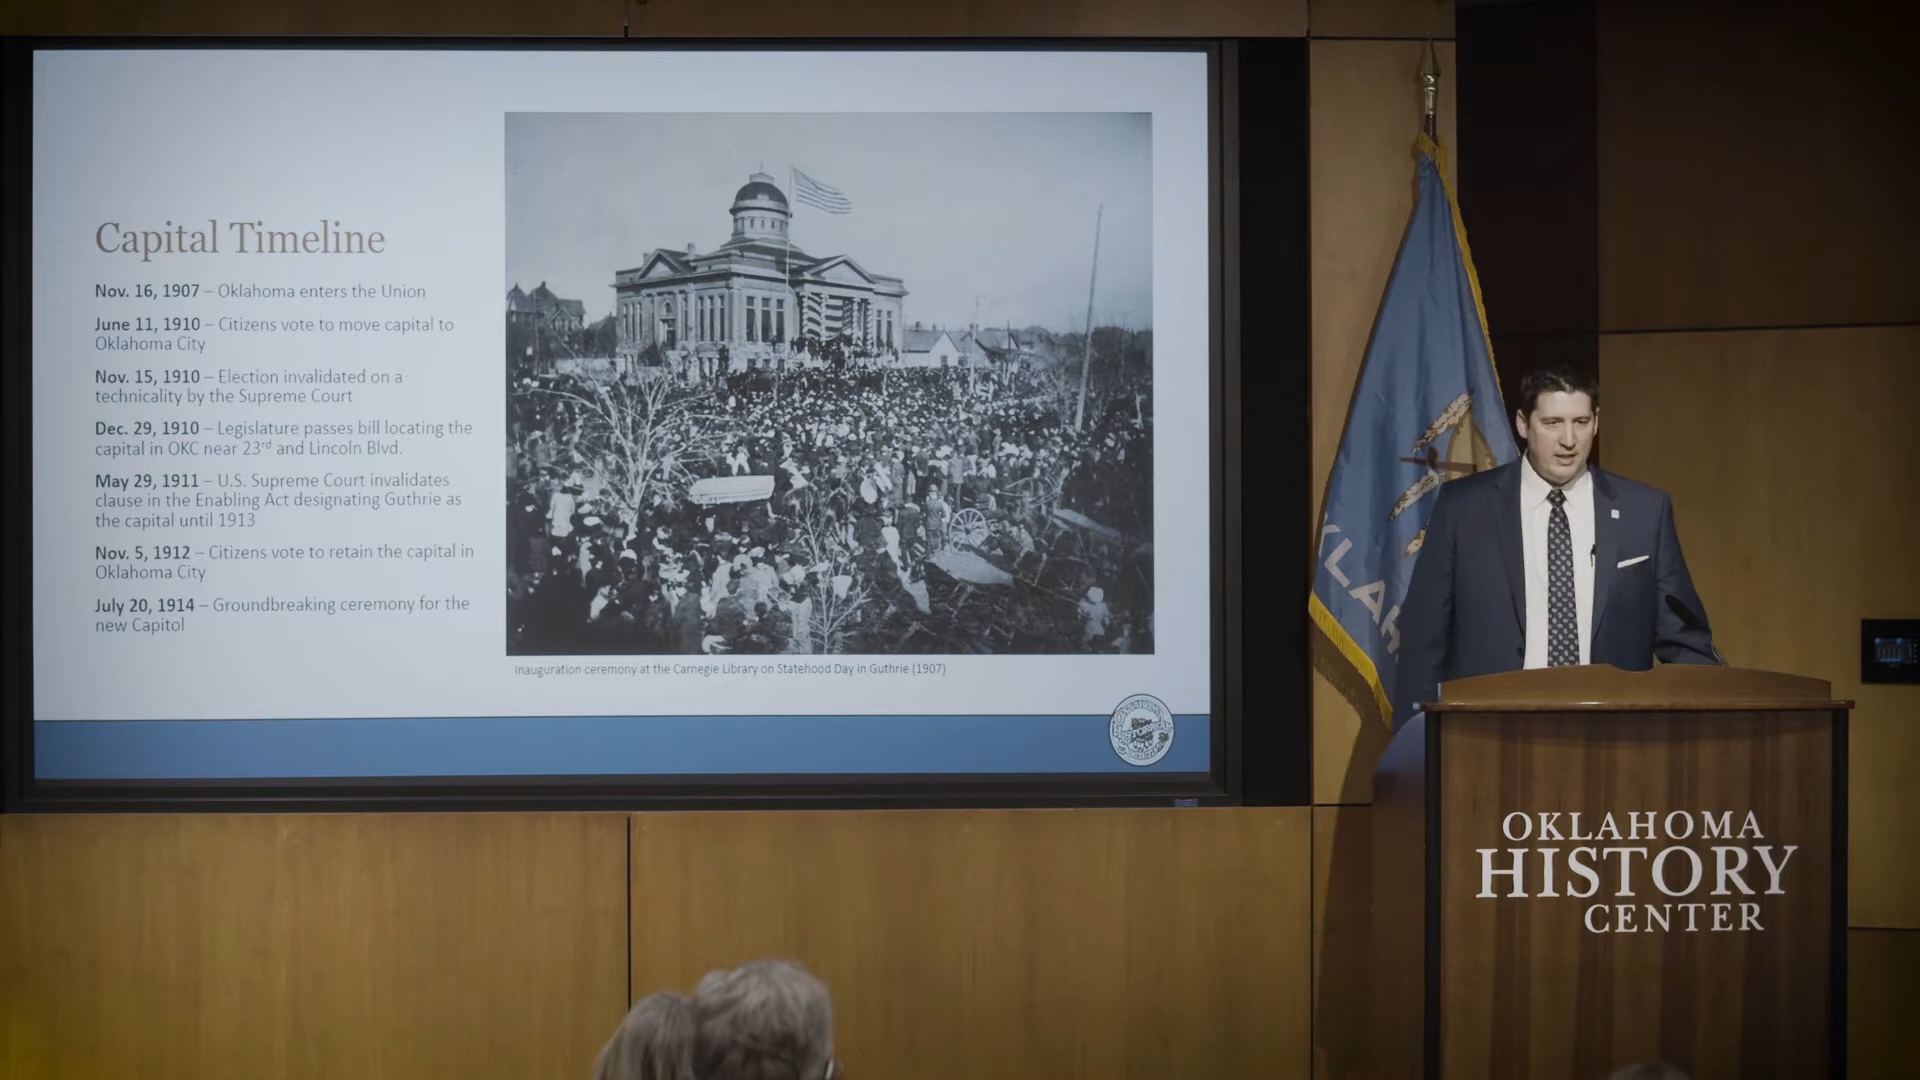 Capital Timeline
Nov. 16, 1907 – Oklahoma enters the Union
June 11, 1910 – Citizens vote to move capital to
Oklahoma City
Nov. 15, 1910 – Election invalidated on a
technicality by the Supreme Court
Dec. 29, 1910 – Legislature passes bill locating the
capital in OKC near 23rd and Lincoln Blvd.
May 29, 1911 – U.S. Supreme Court invalidates
clause in the Enabling Act designating Guthrie as
the capital until 1913
Nov. 5, 1912 – Citizens vote to retain the capital in
Oklahoma City
July 20, 1914 – Groundbreaking ceremony for the
new Capitol
Inauguration ceremony at the Carnegie Library on Statehood Day in Guthrie (1907)
KLAH
OKLAHOMA
HISTORY
CENTER